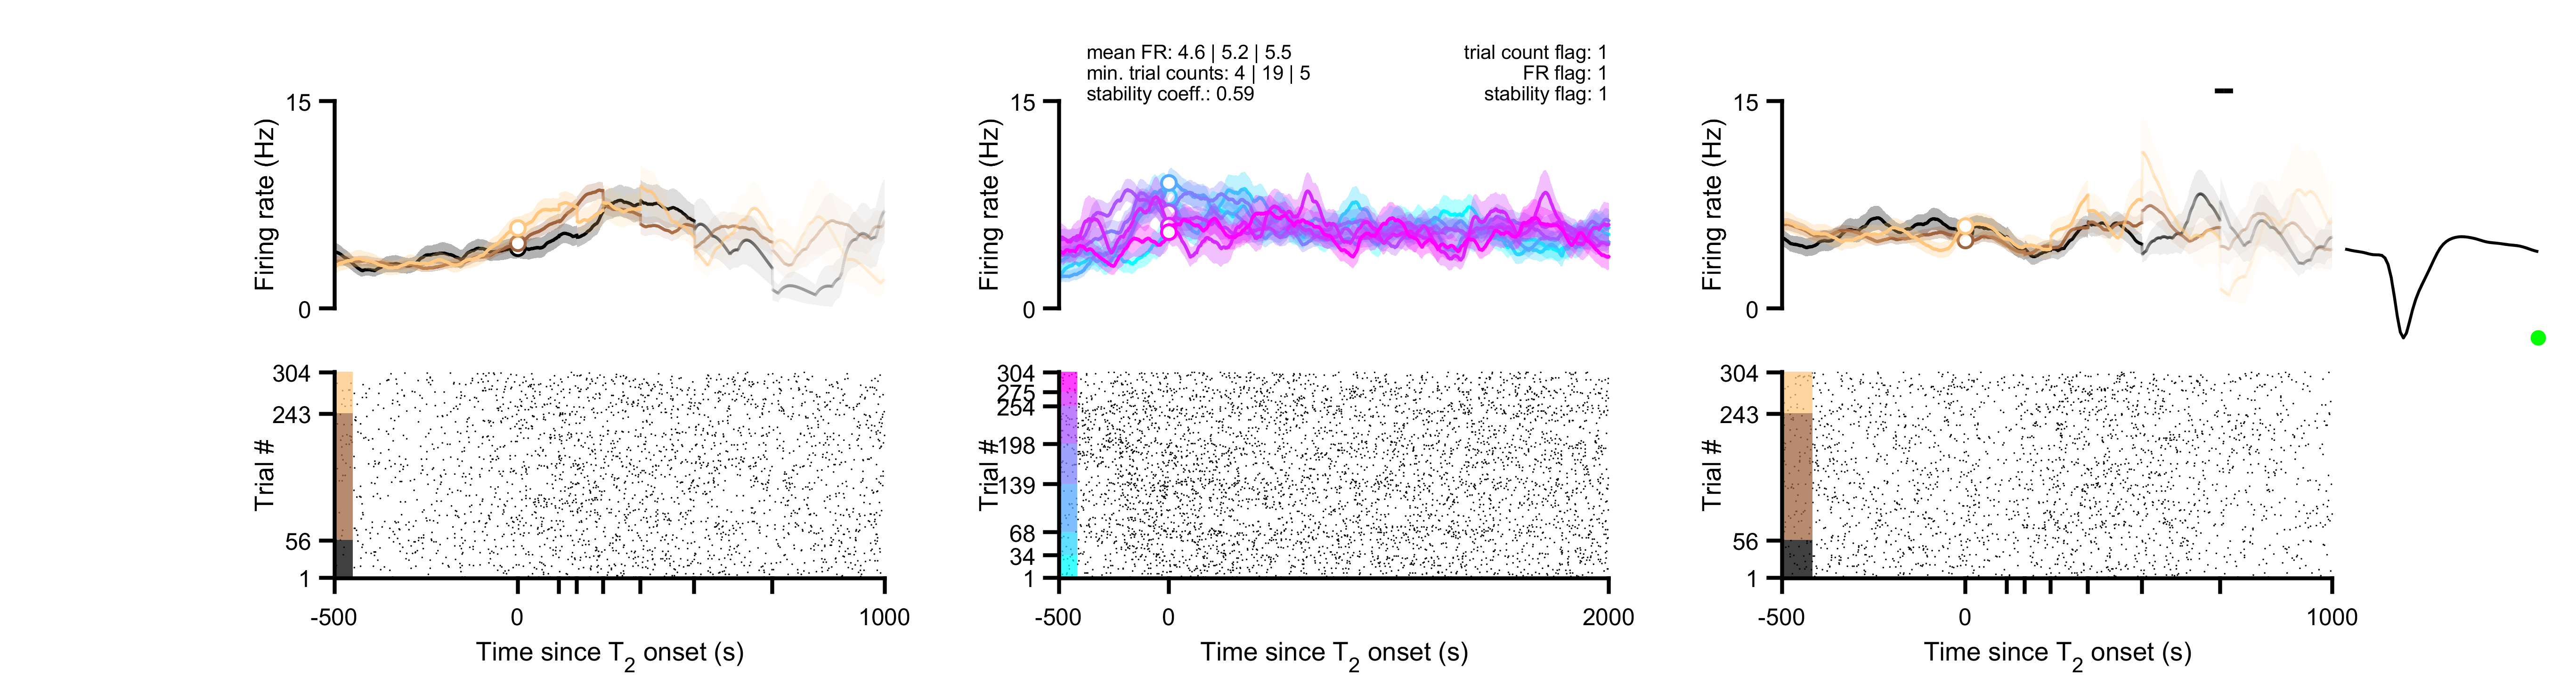 mean FR: 4.6 | 5.2 | 5.5
min. trial counts: 4 | 19 | 5
stability coeff.: 0.59
trial count flag: 1
FR flag: 1
stability flag: 1
15
Firing rate (Hz)
0
304
243
Trial #
56
1
-500
0
1000
Time since T2 onset (s)
15
Firing rate (Hz)
0
304
275
254
198
Trial #
139
68
34
1
-500
0
2000
Time since T2 onset (s)
15
Firing rate (Hz)
0
304
243
Trial #
56
1
-500
0
1000
Time since T2 onset (s)